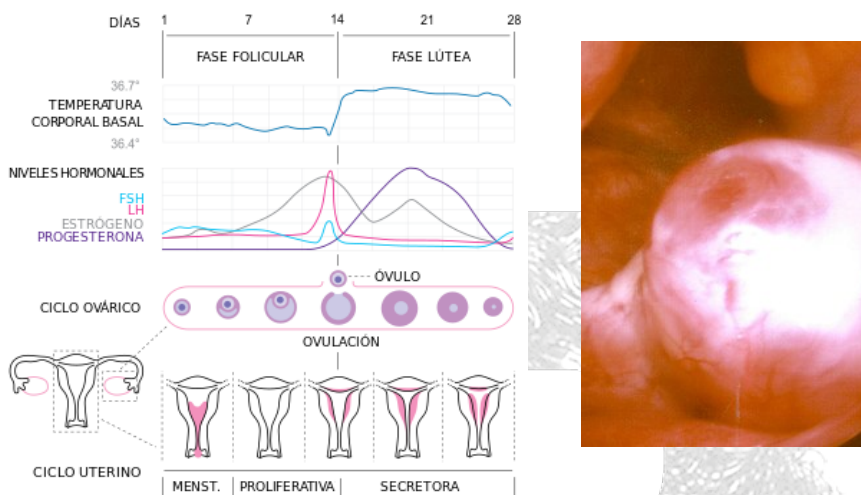 DÍAS 1 7 14 21 28
FASE FOLICULAR FASE LÚTEA
36.7°
TEMPERATURA
CORPORAL BASAL
36.4°
NIVELES HORMONALES
FSH
LH
ESTRÓGENO
PROGESTERONA
ÓVULO
CICLO OVÁRICO
OVULACIÓN
CICLO UTERINO
MENST. PROLIFERATIVA SECRETORA